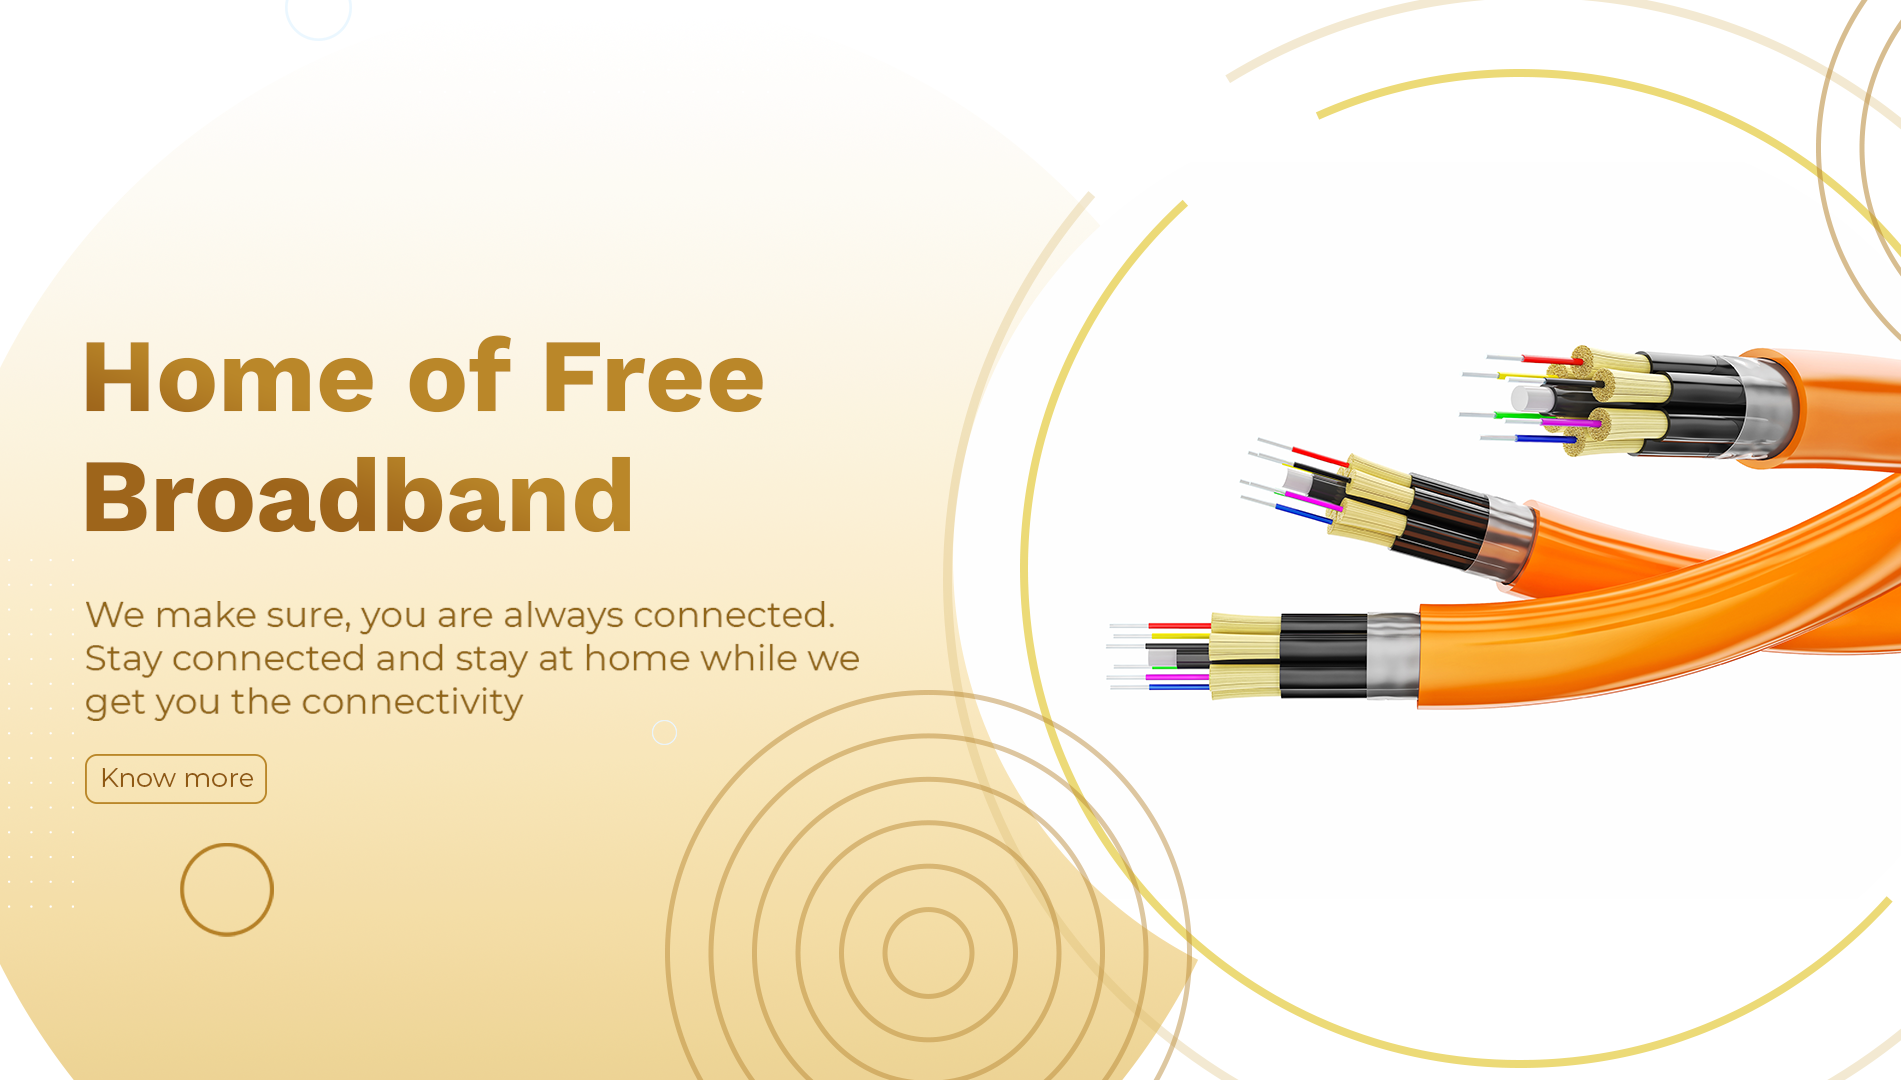 Home of Free
Broadband
We make sure, you are always connected.
Stay connected and stay at home while we
get you the connectivity
Know more